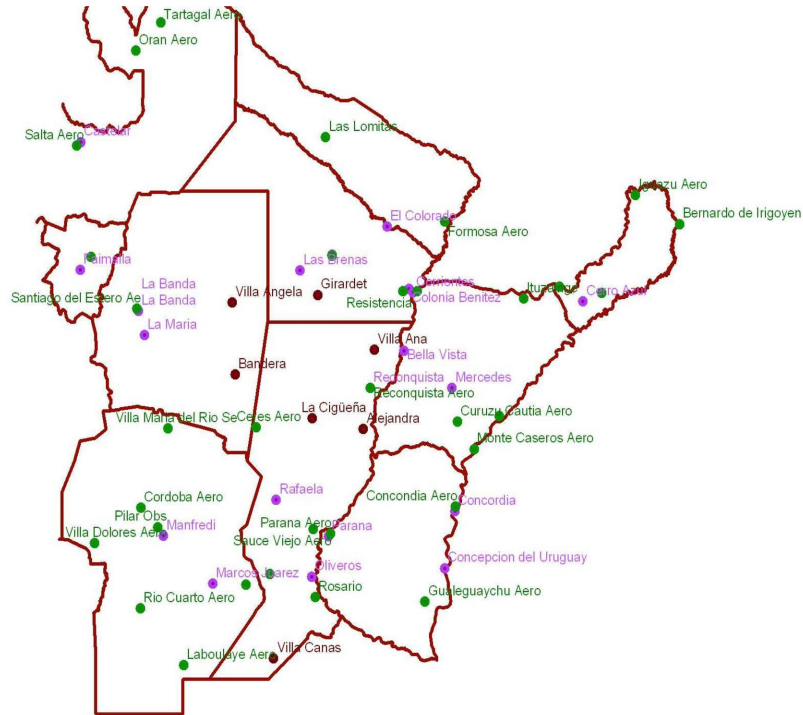 Tartagal Aero
Oran Aero
Las Lomitas
Salta Aero
Castelar
Iguazu Aero
El Colorado
Bernardo de Irigoyen
Formosa Aero
Famailla
Las Brenas
La Banda
Villa Angela
Girardet
Corrientes
Ituzaingo
Cerro Azul
Santiago del Estero Ae
La Banda
Resistencia
Colonia Benitez
La Maria
Villa Ana
Bella Vista
Bandera
Reconquista
Mercedes
Reconquista Aero
Villa Maria del Rio Se
Ceres Aero
La Cigüeña
Alejandra
Curuzu Cautia Aero
Monte Caseros Aero
Cordoba Aero
Rafaela
Concordia Aero
Concordia
Pilar Obs
Villa Dolores Aero
Manfredi
Parana Aero
Parana
Sauce Viejo Aero
Marcos Juarez
Oliveros
Concepcion del Uruguay
Rio Cuarto Aero
Rosario
Gualeguaychu Aero
Laboulaye Aero
Villa Canas